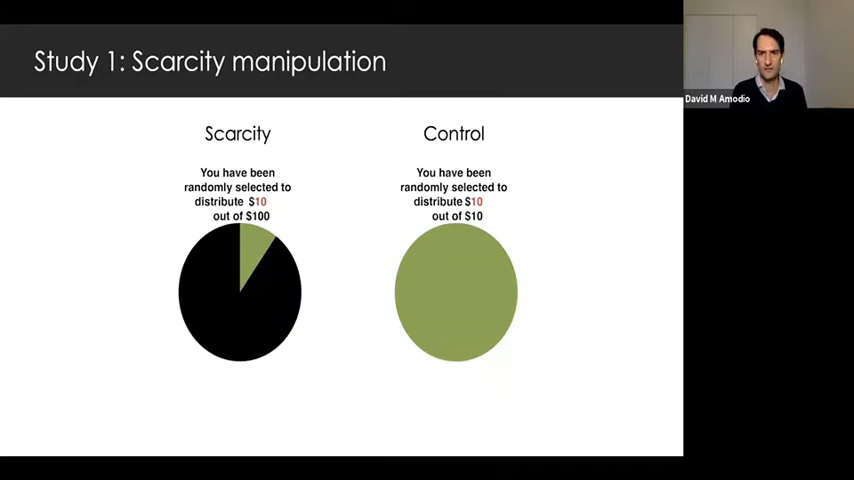 Study 1: Scarcity manipulation
Scarcity
You have been
randomly selected to
distribute $10
out of $100
Control
You have been
randomly selected to
distribute $10
out of $10
David M Amodio